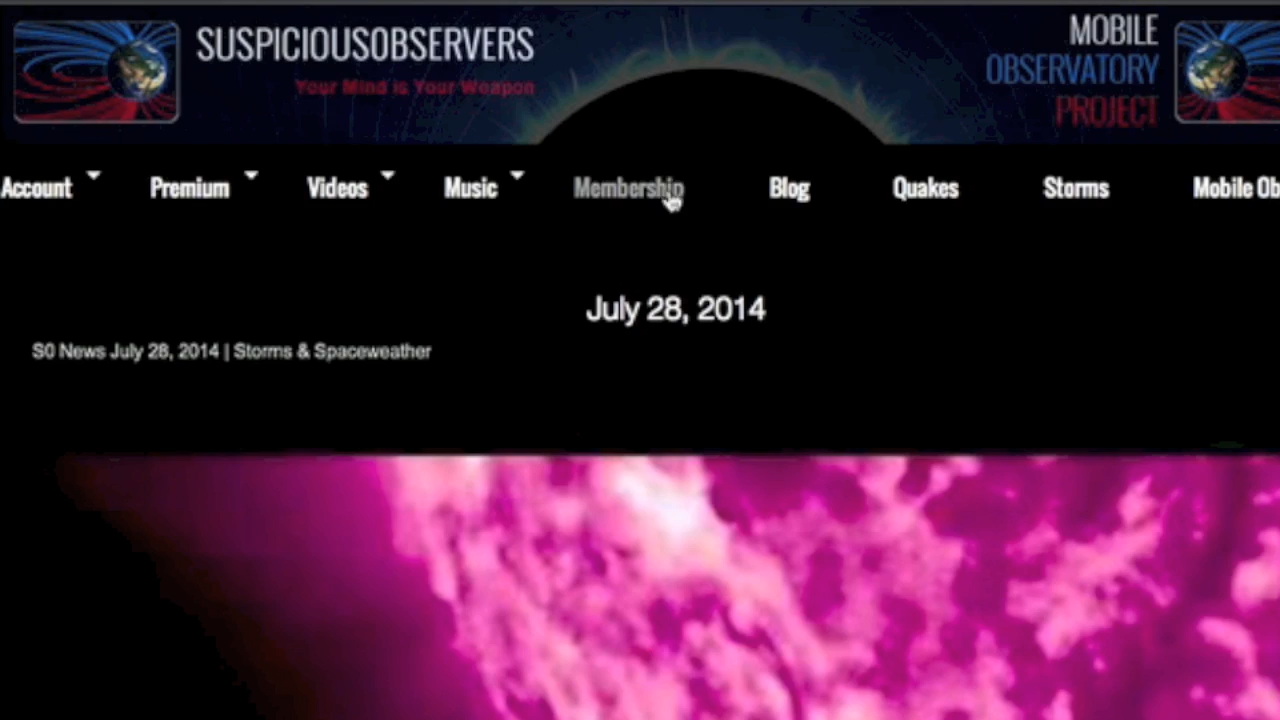 SUSPICIOUSOBSERVERS
Your Mind is Your Weapon
MOBILE
OBSERVATORY
PROJECT
Account Premium Videos Music Membership Blog Quakes Storms Mobile Ob
July 28, 2014
S0 News July 28, 2014 | Storms & Spaceweather